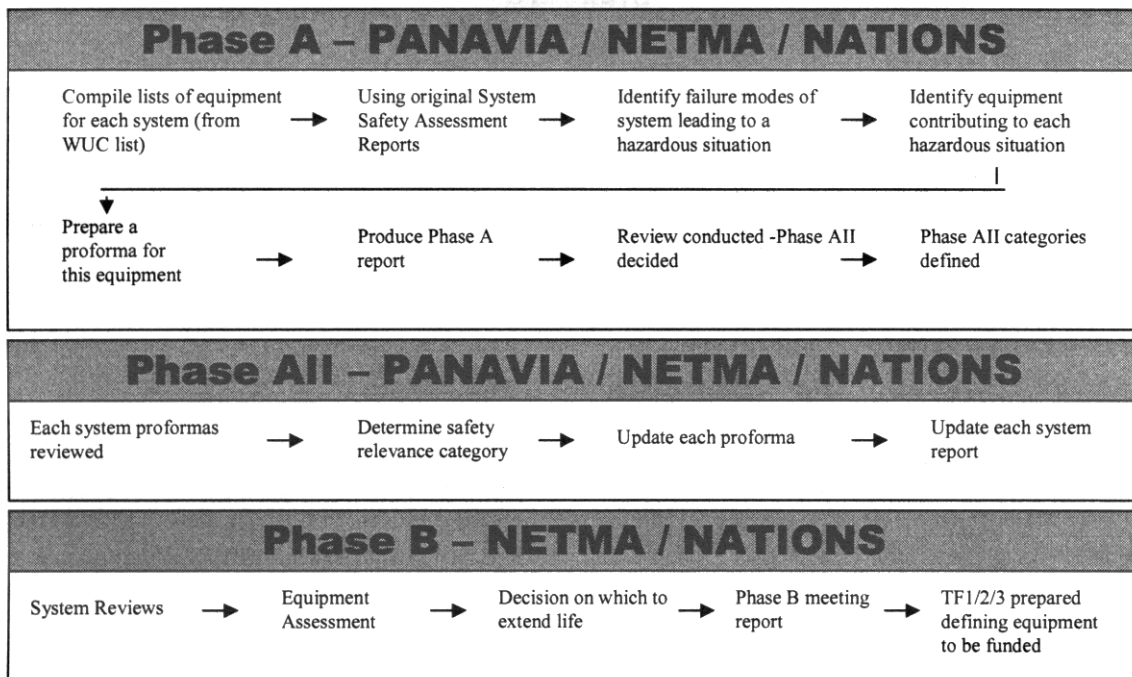 Phase A – PANAVIA / NETMA / NATIONS
Compile lists of equipment
for each system (from
WUC list)
Using original System
Safety Assessment
Reports
Identify failure modes of
system leading to a
hazardous situation
Identify equipment
contributing to each
hazardous situation
Prepare a
proforma for
this equipment
Produce Phase A
report
Review conducted -Phase AII
decided
Phase AII categories
defined
Phase AII – PANAVIA / NETMA / NATIONS
Each system proformas
reviewed
Determine safety
relevance category
Update each proforma
Update each system
report
Phase B – NETMA / NATIONS
System Reviews
Equipment
Assessment
Decision on which to
extend life
Phase B meeting
report
TF1/2/3 prepared
defining equipment
to be funded